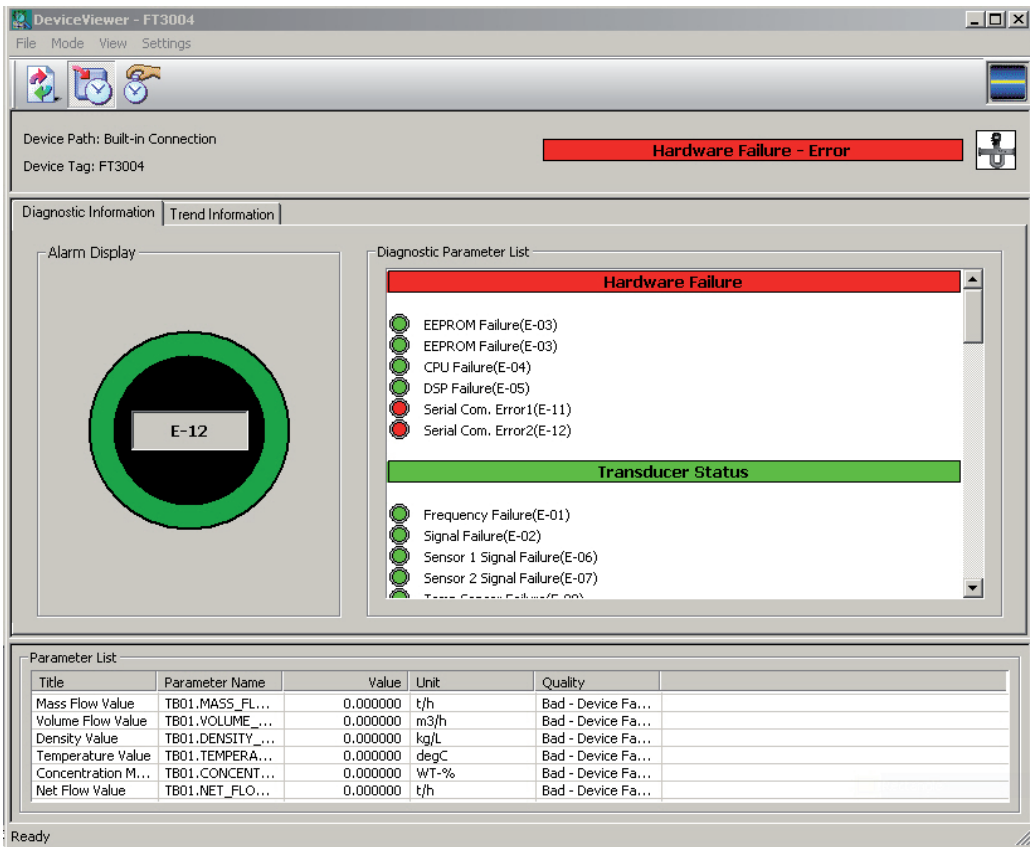 DeviceViewer - FT3004
File Mode View Settings
Device Path: Built-in Connection
Hardware Failure - Error
Device Tag: FT3004
Diagnostic Information Trend Information
Alarm Display
E-12
Diagnostic Parameter List
Hardware Failure
EEPROM Failure(E-03)
EEPROM Failure(E-03)
CPU Failure(E-04)
DSP Failure(E-05)
Serial Com. Error1(E-11)
Serial Com. Error2(E-12)
Transducer Status
Frequency Failure(E-01)
Signal Failure(E-02)
Sensor 1 Signal Failure(E-06)
Sensor 2 Signal Failure(E-07)
Parameter List
Title Parameter Name Value Unit Quality
Mass Flow Value TB01.MASS_FL... 0.000000 t/h Bad - Device Fa...
Volume Flow Value TB01.VOLUME_... 0.000000 m3/h Bad - Device Fa...
Density Value TB01.DENSITY_... 0.000000 kg/L Bad - Device Fa...
Temperature Value TB01.TEMPERA... 0.000000 degC Bad - Device Fa...
Concentration M... TB01.CONCENT... 0.000000 WT-% Bad - Device Fa...
Net Flow Value TB01.NET_FLO... 0.000000 t/h Bad - Device Fa...
Ready